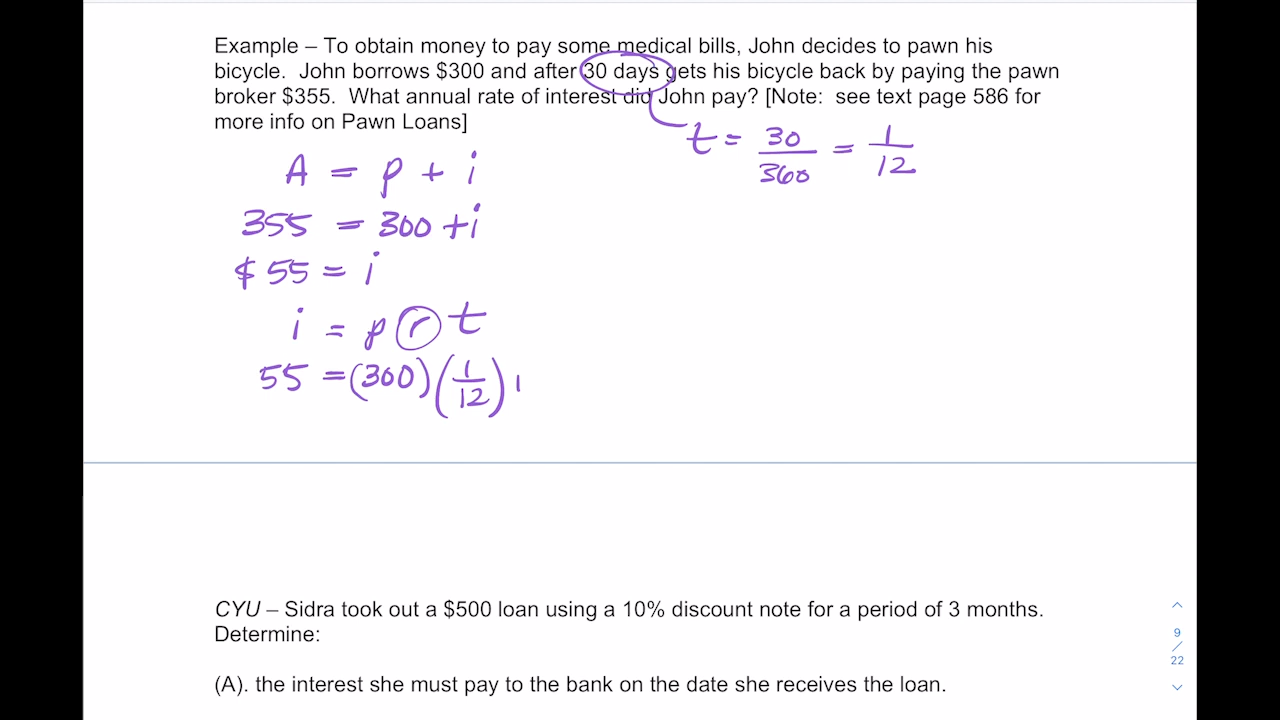 Example – To obtain money to pay some medical bills, John decides to pawn his
bicycle. John borrows $300 and after 30 days gets his bicycle back by paying the pawn
broker $355. What annual rate of interest did John pay? [Note: see text page 586 for
more info on Pawn Loans]
t = 30/360 = 1/12
A = p + i
355 = 300 + i
$55 = i
i = p r t
55 = (300)(1/12)
CYU – Sidra took out a $500 loan using a 10% discount note for a period of 3 months.
Determine:
(A). the interest she must pay to the bank on the date she receives the loan.
9
/
22